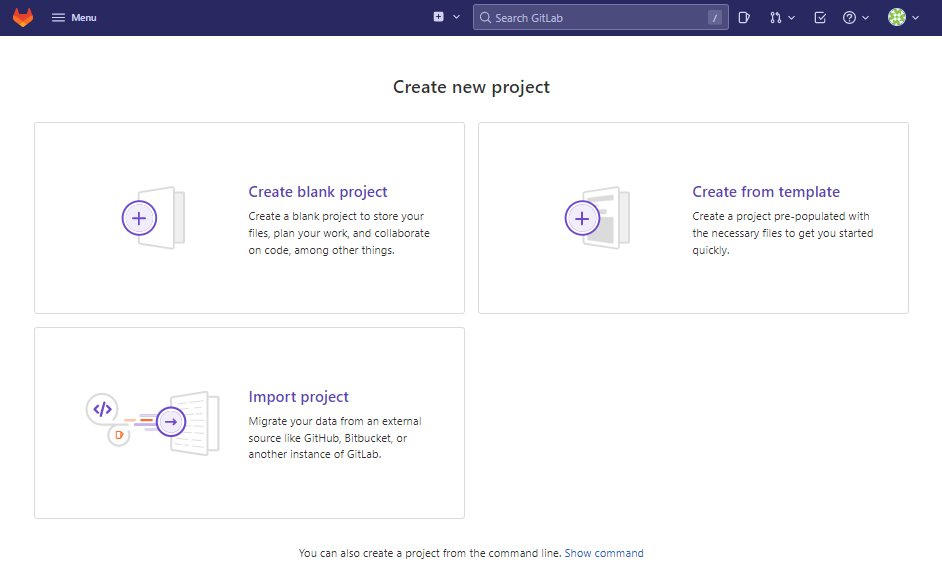 Menu
Search GitLab
/
Create new project
Create blank project
Create a blank project to store your
files, plan your work, and collaborate
on code, among other things.
Create from template
Create a project pre-populated with
the necessary files to get you started
quickly.
Import project
Migrate your data from an external
source like GitHub, Bitbucket, or
another instance of GitLab.
You can also create a project from the command line. Show command